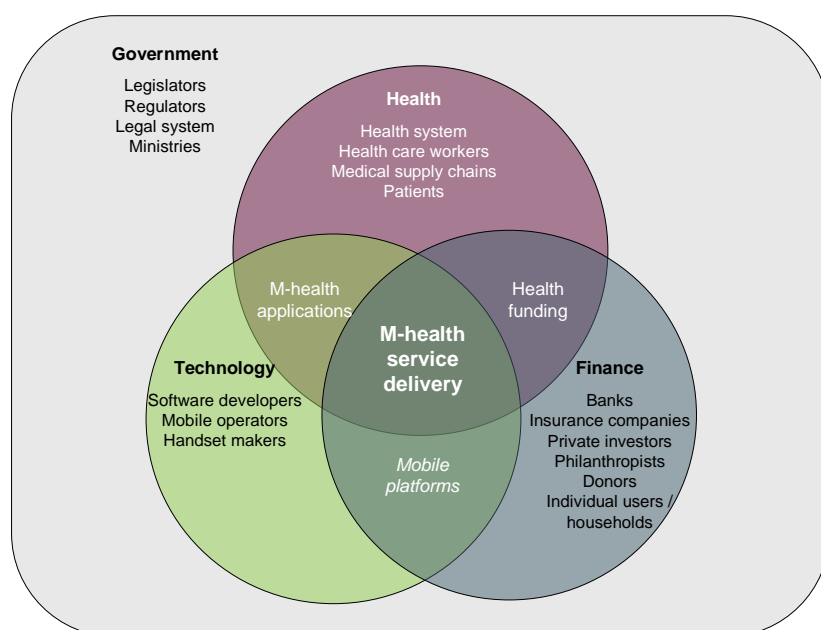 Government
Legislators
Regulators
Legal system
Ministries
Health
Health system
Health care workers
Medical supply chains
Patients
M-health
applications
Health
funding
M-health
service
delivery
Technology
Software developers
Mobile operators
Handset makers
Finance
Banks
Insurance companies
Private investors
Philanthropists
Donors
Individual users /
households
Mobile
platforms